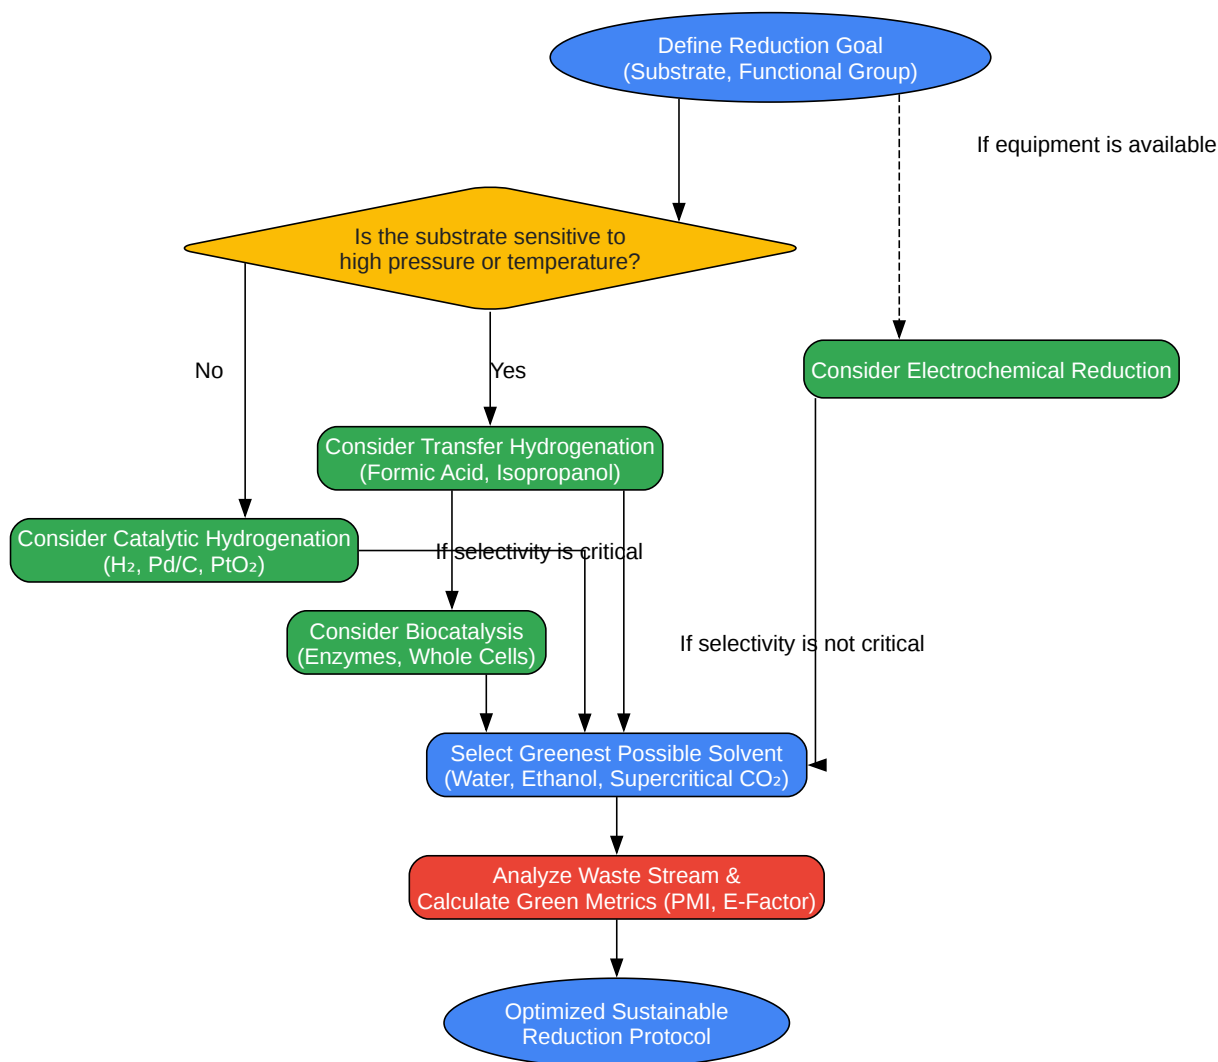 Define Reduction Goal
(Substrate, Functional Group)
If equipment is available
Is the substrate sensitive to
high pressure or temperature?
No
Yes
Consider Electrochemical Reduction
Consider Transfer Hydrogenation
(Formic Acid, Isopropanol)
Consider Catalytic Hydrogenation
(H₂, Pd/C, PtO₂)
If selectivity is critical
Consider Biocatalysis
(Enzymes, Whole Cells)
If selectivity is not critical
Select Greenest Possible Solvent
(Water, Ethanol, Supercritical CO₂)
Analyze Waste Stream &
Calculate Green Metrics (PMI, E-Factor)
Optimized Sustainable
Reduction Protocol